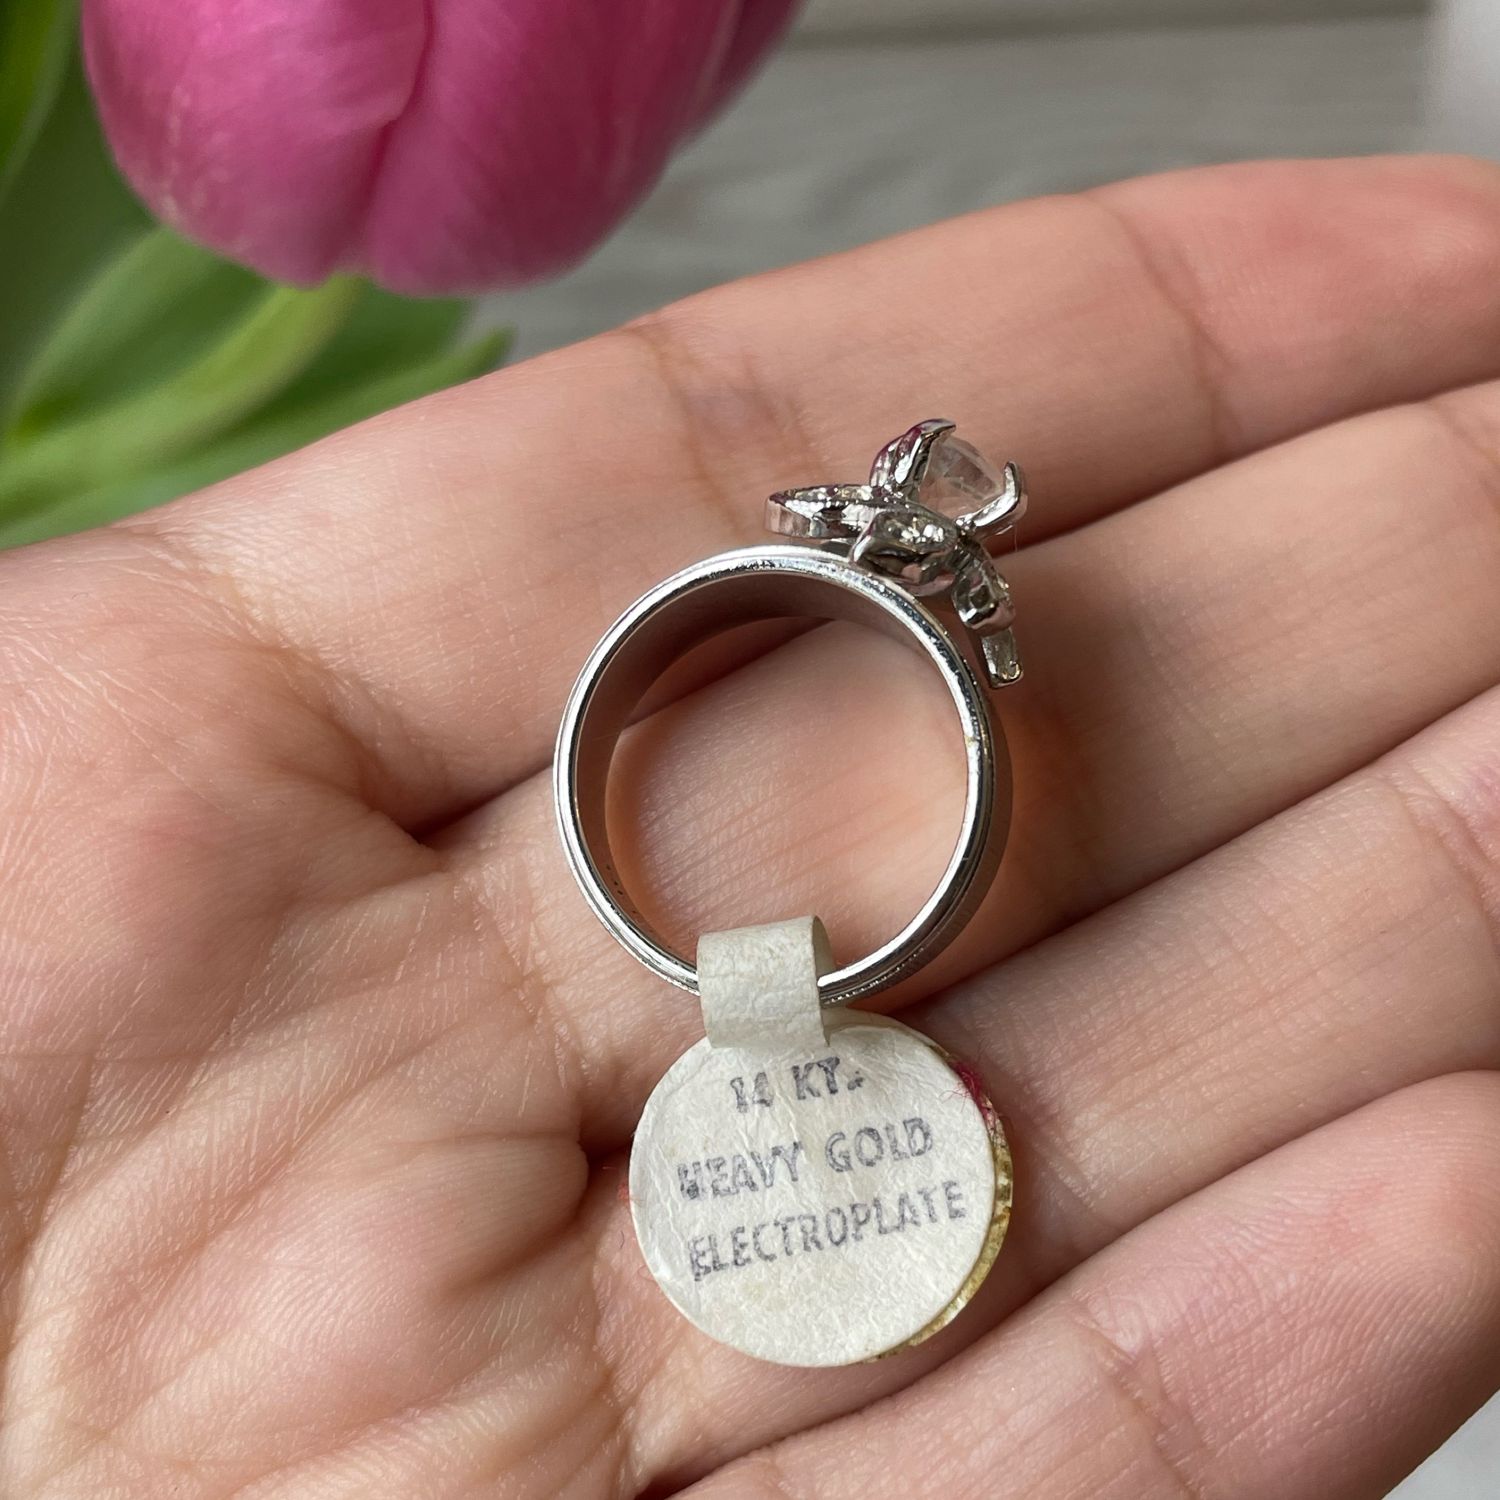 14 KT.
HEAVY GOLD
ELECTROPLATE